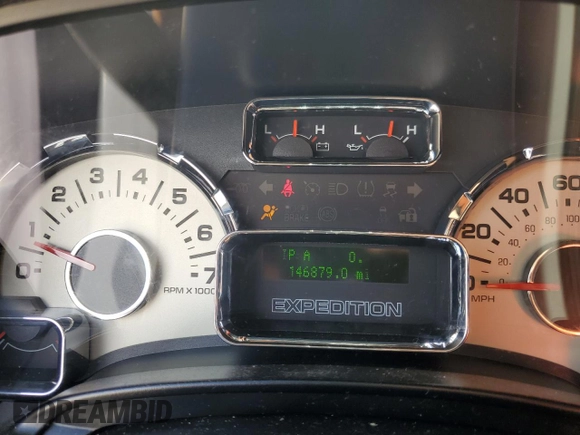 L H L H
0 1 2 3 4 5 6 7
RPM X 1000
20 40 60
0
MPH
TP A 0.
146879.0 mi
EXPEDITION
DREAMBID